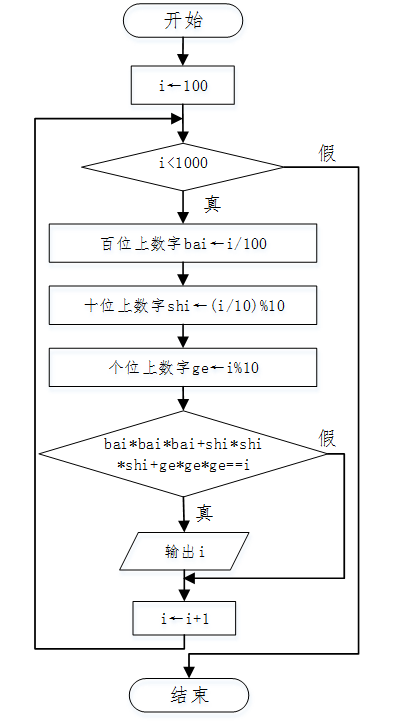 开始
i←100
i<1000
假
真
百位上数字bai←i/100
十位上数字shi←(i/10)%10
个位上数字ge←i%10
bai*bai*bai+shi*shi
*shi+ge*ge*ge==i
假
真
输出i
i←i+1
结束